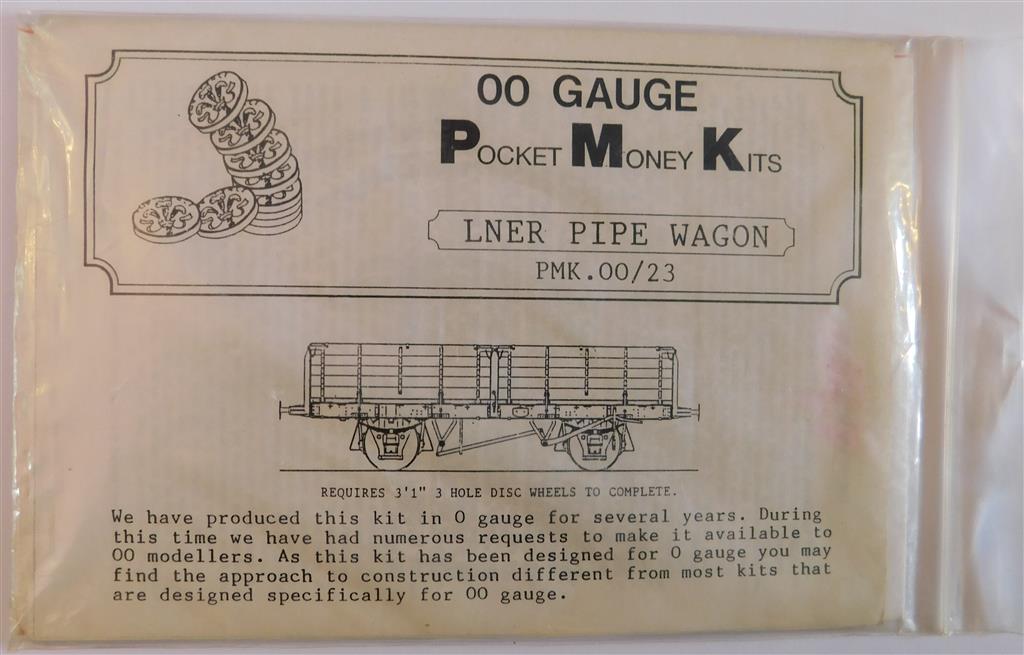 OO GAUGE
POCKET MONEY KITS
LNER PIPE WAGON
PMK.OO/23
REQUIRES 3'1" 3 HOLE DISC WHEELS TO COMPLETE.
We have produced this kit in O gauge for several years. During
this time we have had numerous requests to make it available to
OO modellers. As this kit has been designed for O gauge you may
find the approach to construction different from most kits that
are designed specifically for OO gauge.